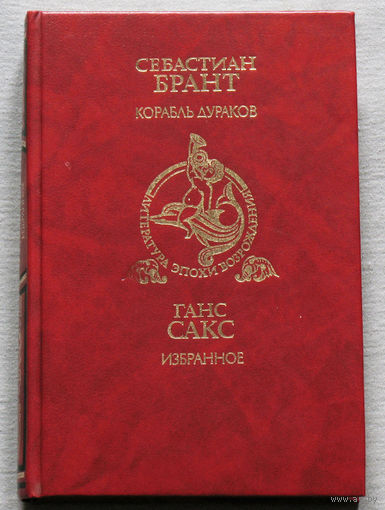 СЕБАСТИАН
БРАНТ
КОРАБЛЬ ДУРАКОВ
ЛИТЕРАТУРА ЭПОХИ ВОЗРОЖДЕНИЯ
ГАНС
САКС
ИЗБРАННОЕ